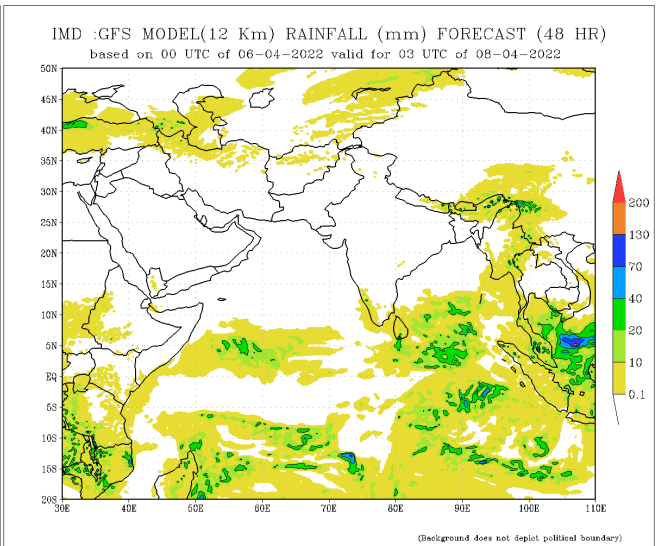 IMD :GFS MODEL(12 Km) RAINFALL (mm) FORECAST (48 HR)
based on 00 UTC of 06-04-2022 valid for 03 UTC of 08-04-2022
50N
45N
40N
35N
30N
25N
20N
15N
10N
5N
EQ
5S
10S
15S
20S
30E
40E
50E
60E
70E
80E
90E
100E
110E
200
130
70
40
20
10
0.1
(Background does not depict political boundary)